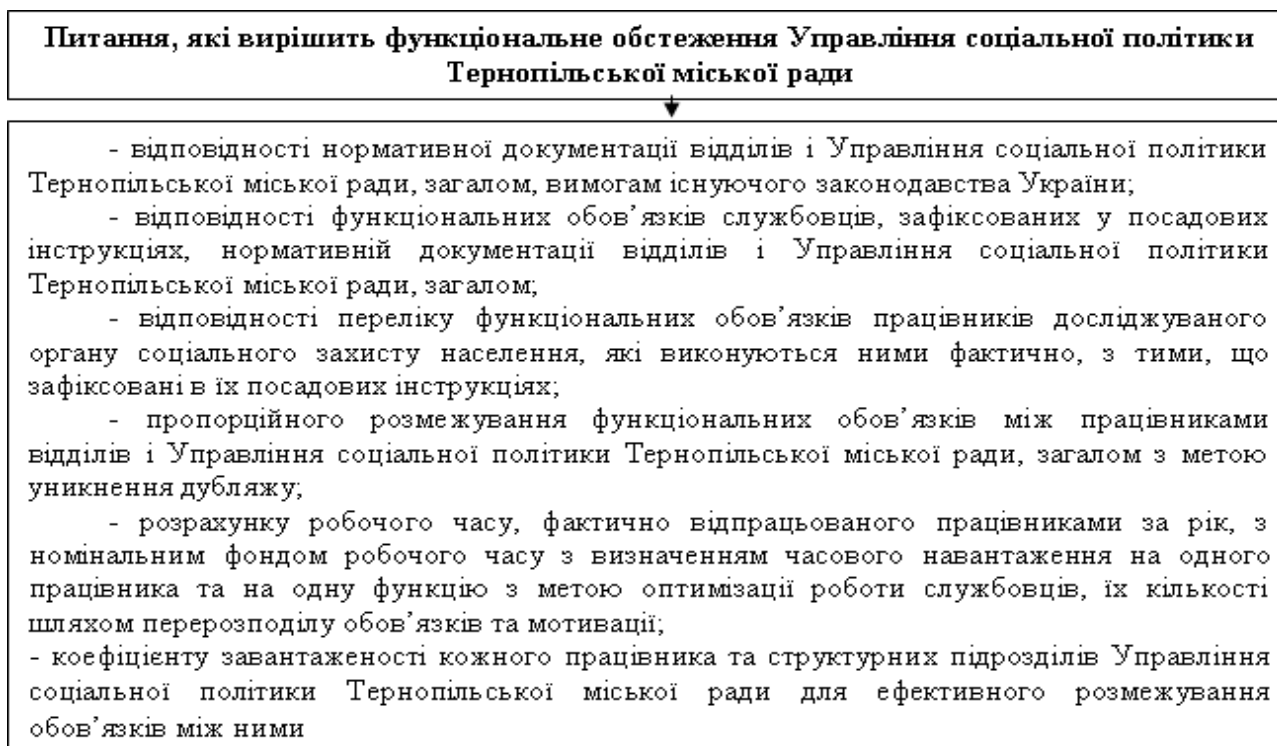 Питання, які вирішить функціональне обстеження Управління соціальної політики
Тернопільської міської ради
- відповідності нормативної документації відділів і Управління соціальної політики
Тернопільської міської ради, загалом, вимогам існуючого законодавства України;
- відповідності функціональних обов’язків службовців, зафіксованих у посадових
інструкціях, нормативній документації відділів і Управління соціальної політики
Тернопільської міської ради, загалом;
- відповідності переліку функціональних обов’язків працівників досліджуваного
органу соціального захисту населення, які виконуються ними фактично, з тими, що
зафіксовані в їх посадових інструкціях;
- пропорційного розмежування функціональних обов’язків між працівниками
відділів і Управління соціальної політики Тернопільської міської ради, загалом з метою
уникнення дубляжу;
- розрахунку робочого часу, фактично відпрацьованого працівниками за рік, з
номінальним фондом робочого часу з визначенням часового навантаження на одного
працівника та на одну функцію з метою оптимізації роботи службовців, їх кількості
шляхом перерозподілу обов’язків та мотивації;
- коефіцієнту завантаженості кожного працівника та структурних підрозділів Управління
соціальної політики Тернопільської міської ради для ефективного розмежування
обов’язків між ними